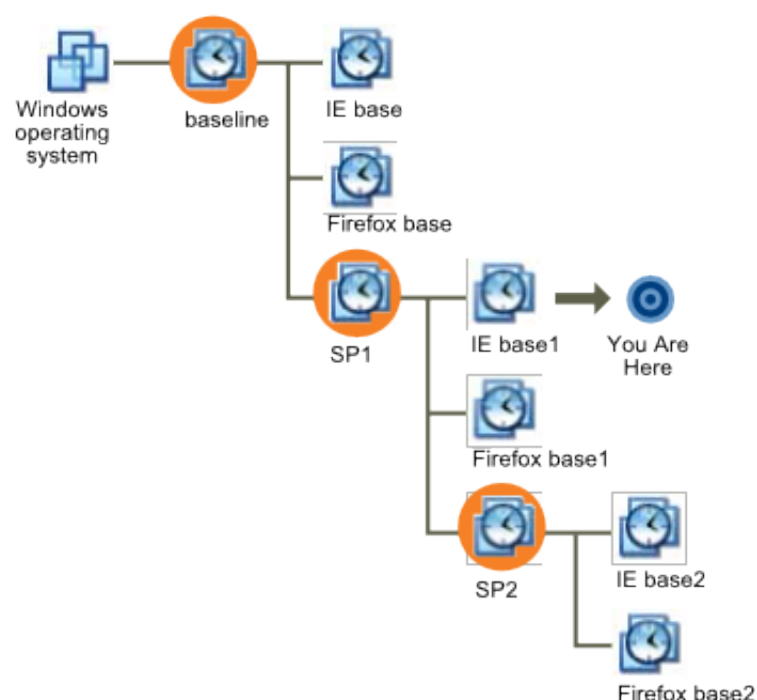 Windows
operating
system
baseline
IE base
Firefox base
SP1
IE base1
You Are
Here
Firefox base1
SP2
IE base2
Firefox base2